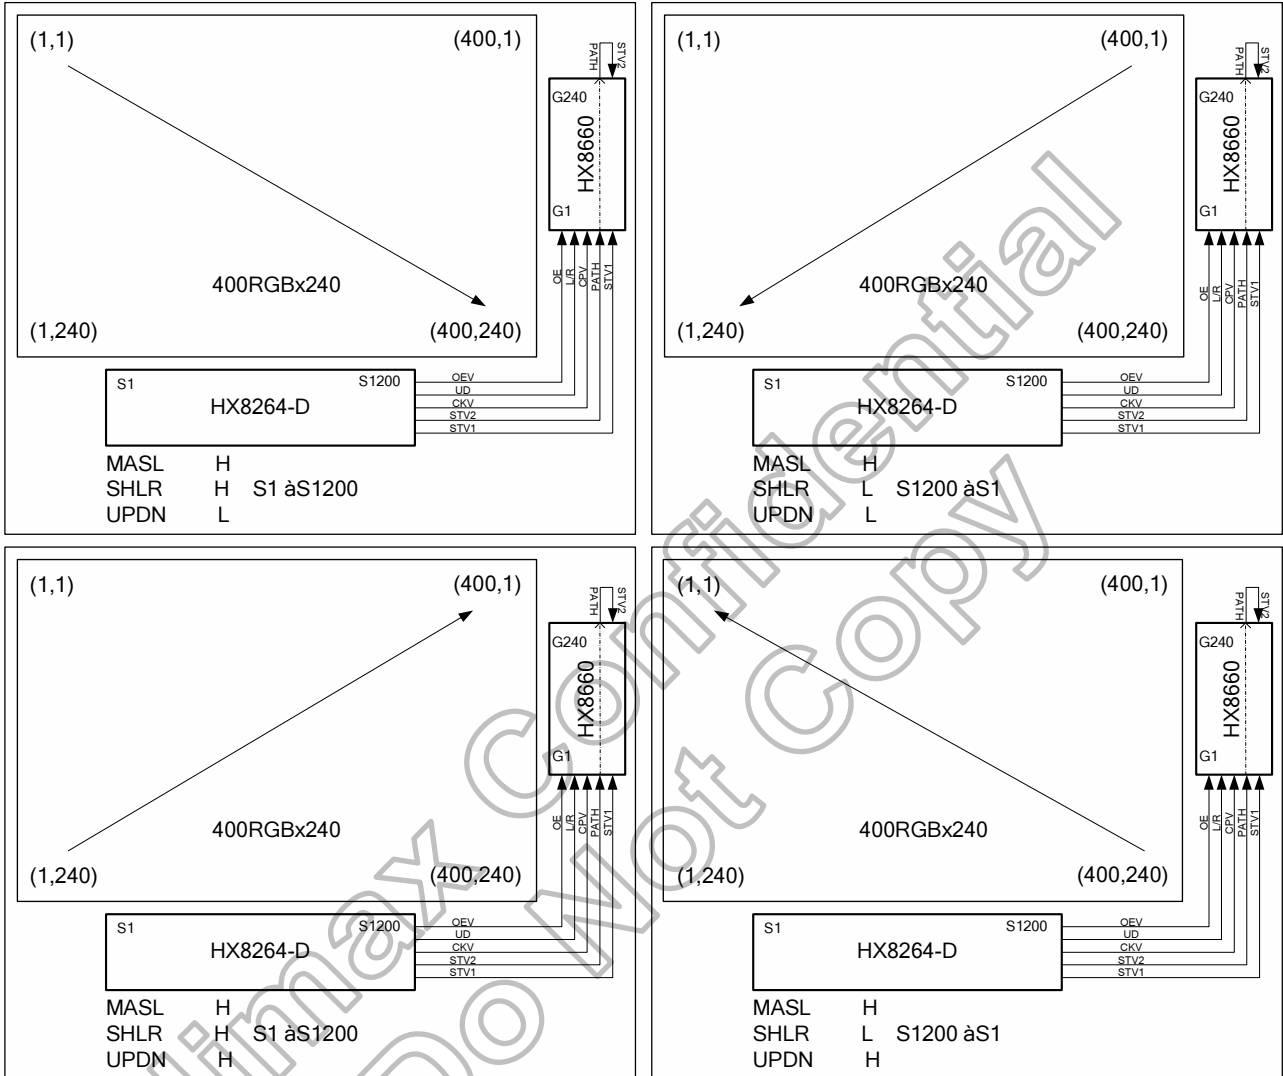 (1,1)
(400,1)
PATH
STV2
G240
HX8660
G1
OE
L/R
CPV
PATH
STV1
400RGBx240
(1,240)
(400,240)
S1
S1200
HX8264-D
OEV
UD
CKV
STV2
STV1
MASL H
SHLR H S1 àS1200
UPDN L
(1,1)
(400,1)
PATH
STV2
G240
HX8660
G1
OE
L/R
CPV
PATH
STV1
400RGBx240
(1,240)
(400,240)
S1
S1200
HX8264-D
OEV
UD
CKV
STV2
STV1
MASL H
SHLR L S1200 àS1
UPDN L
(1,1)
(400,1)
PATH
STV2
G240
HX8660
G1
OE
L/R
CPV
PATH
STV1
400RGBx240
(1,240)
(400,240)
S1
S1200
HX8264-D
OEV
UD
CKV
STV2
STV1
MASL H
SHLR H S1 àS1200
UPDN H
(1,1)
(400,1)
PATH
STV2
G240
HX8660
G1
OE
L/R
CPV
PATH
STV1
400RGBx240
(1,240)
(400,240)
S1
S1200
HX8264-D
OEV
UD
CKV
STV2
STV1
MASL H
SHLR L S1200 àS1
UPDN H
limax Confidential
Do Not Copy